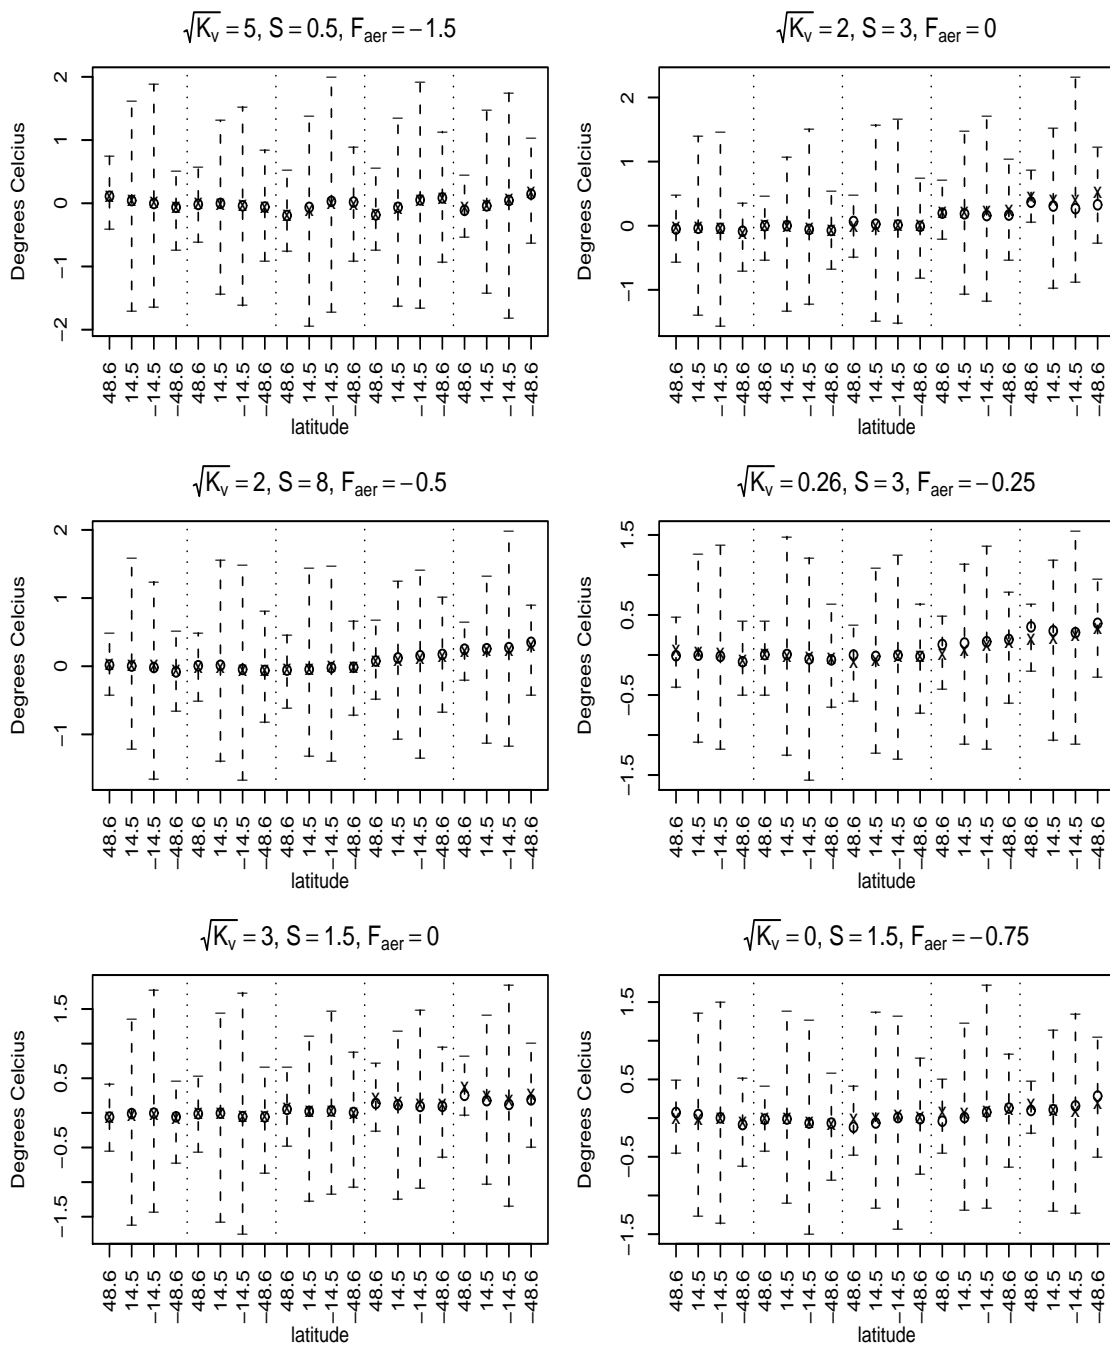 √Kv = 5, S = 0.5, Faer = −1.5
Degrees Celcius
2
1
0
−1
−2
48.6 14.5 −14.5 −48.6 48.6 14.5 −14.5 −48.6 48.6 14.5 −14.5 −48.6 48.6 14.5 −14.5 −48.6 48.6 14.5 −14.5 −48.6
latitude
√Kv = 2, S = 3, Faer = 0
Degrees Celcius
2
1
0
−1
48.6 14.5 −14.5 −48.6 48.6 14.5 −14.5 −48.6 48.6 14.5 −14.5 −48.6 48.6 14.5 −14.5 −48.6 48.6 14.5 −14.5 −48.6
latitude
√Kv = 2, S = 8, Faer = −0.5
Degrees Celcius
2
1
0
−1
48.6 14.5 −14.5 −48.6 48.6 14.5 −14.5 −48.6 48.6 14.5 −14.5 −48.6 48.6 14.5 −14.5 −48.6 48.6 14.5 −14.5 −48.6
latitude
√Kv = 0.26, S = 3, Faer = −0.25
Degrees Celcius
1.5
0.5
−0.5
−1.5
48.6 14.5 −14.5 −48.6 48.6 14.5 −14.5 −48.6 48.6 14.5 −14.5 −48.6 48.6 14.5 −14.5 −48.6 48.6 14.5 −14.5 −48.6
latitude
√Kv = 3, S = 1.5, Faer = 0
Degrees Celcius
1.5
0.5
−0.5
−1.5
48.6 14.5 −14.5 −48.6 48.6 14.5 −14.5 −48.6 48.6 14.5 −14.5 −48.6 48.6 14.5 −14.5 −48.6 48.6 14.5 −14.5 −48.6
latitude
√Kv = 0, S = 1.5, Faer = −0.75
Degrees Celcius
1.5
0.5
−0.5
−1.5
48.6 14.5 −14.5 −48.6 48.6 14.5 −14.5 −48.6 48.6 14.5 −14.5 −48.6 48.6 14.5 −14.5 −48.6 48.6 14.5 −14.5 −48.6
latitude